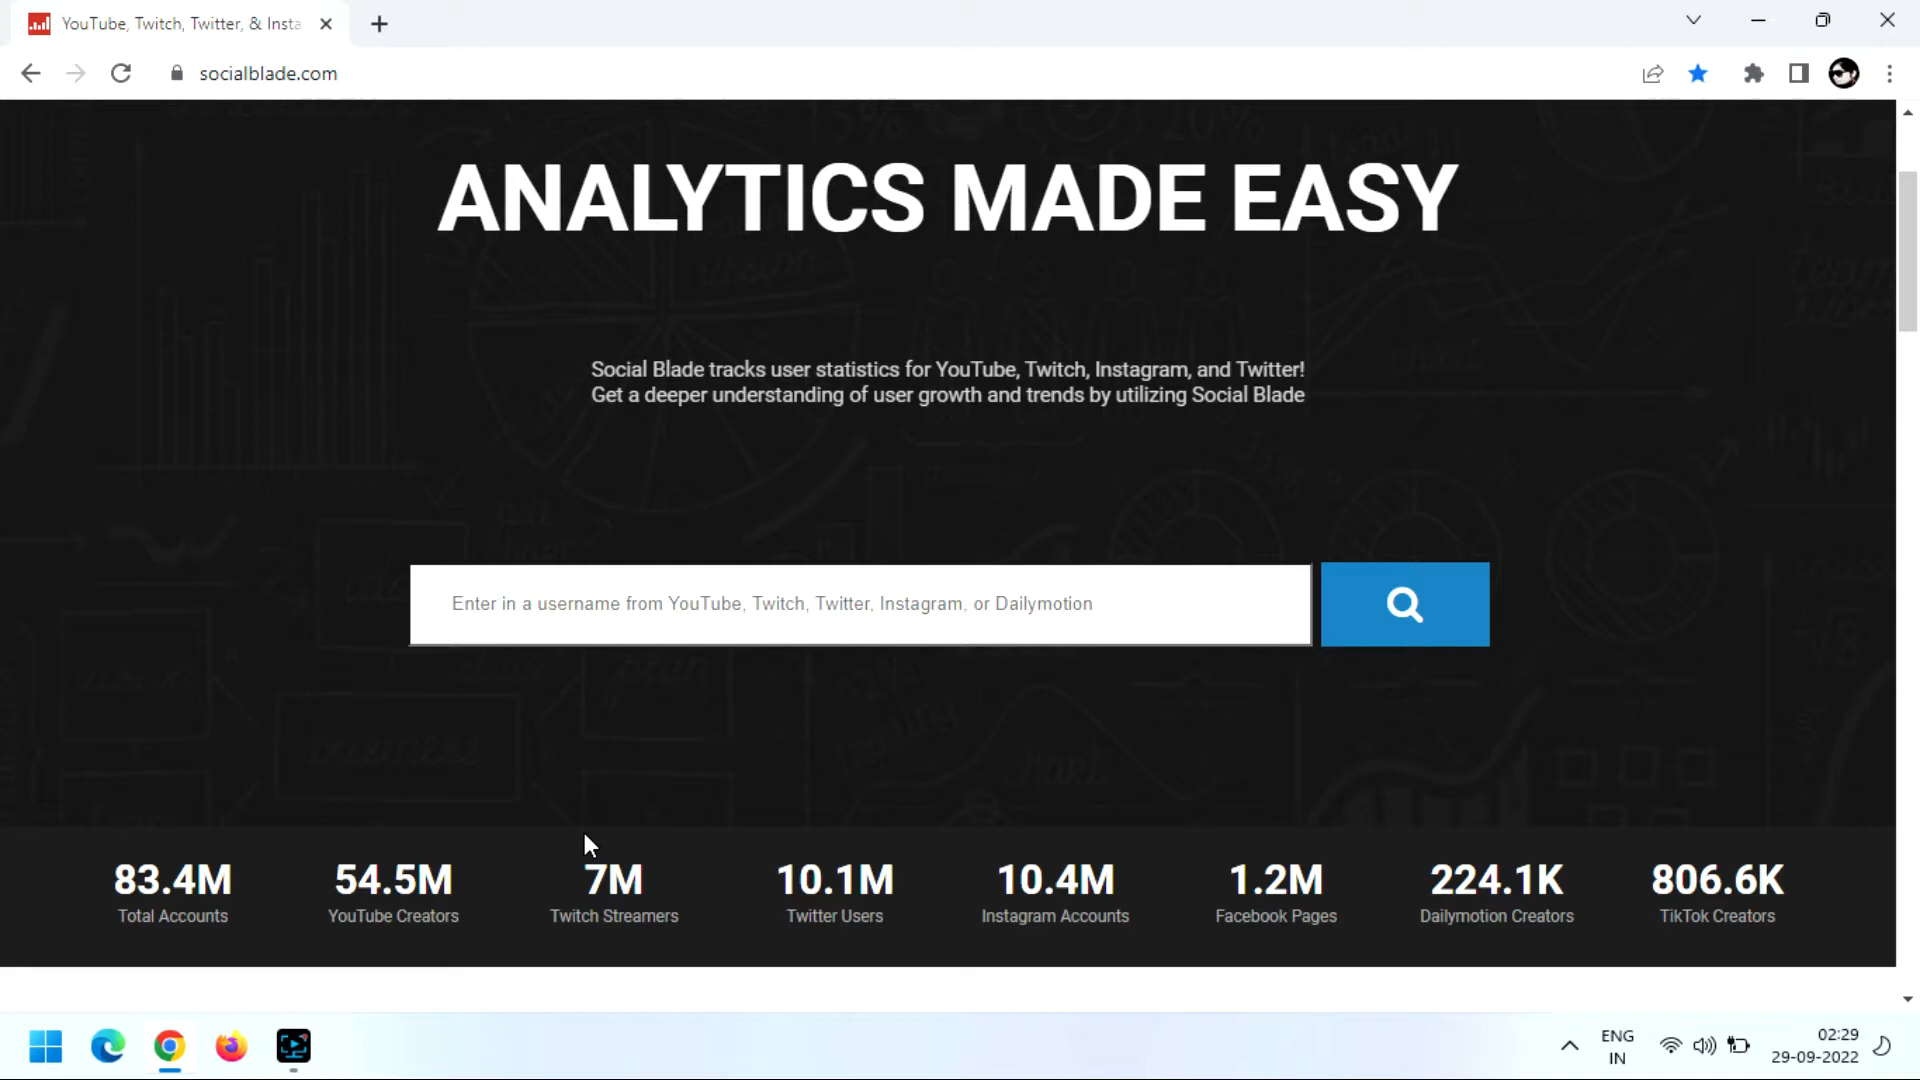 YouTube, Twitch, Twitter, & Insta
socialblade.com
ANALYTICS MADE EASY
Social Blade tracks user statistics for YouTube, Twitch, Instagram, and Twitter!
Get a deeper understanding of user growth and trends by utilizing Social Blade
Enter in a username from YouTube, Twitch, Twitter, Instagram, or Dailymotion
83.4M 54.5M 7M 10.1M 10.4M 1.2M 224.1K 806.6K
Total Accounts YouTube Creators Twitch Streamers Twitter Users Instagram Accounts Facebook Pages Dailymotion Creators TikTok Creators
ENG 02:29
IN 29-09-2022